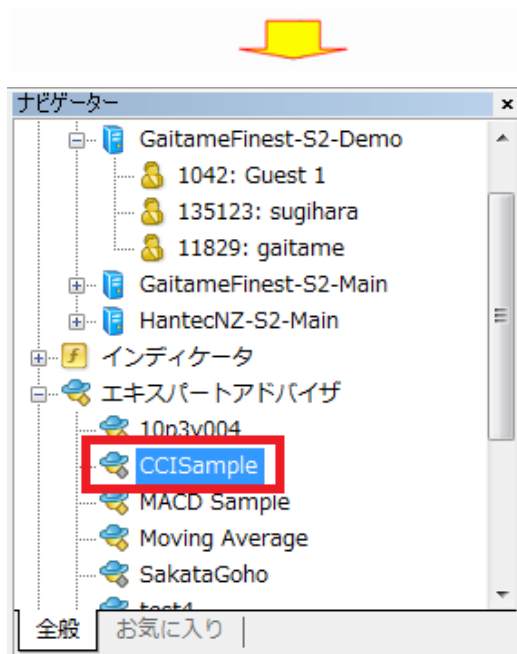 ナビゲーター
GaitameFinest-S2-Demo
1042: Guest 1
135123: sugihara
11829: gaitame
GaitameFinest-S2-Main
HantecNZ-S2-Main
インディケータ
エキスパートアドバイザ
10p3v004
CCISample
MACD Sample
Moving Average
SakataGoho
test4
全般 お気に入り